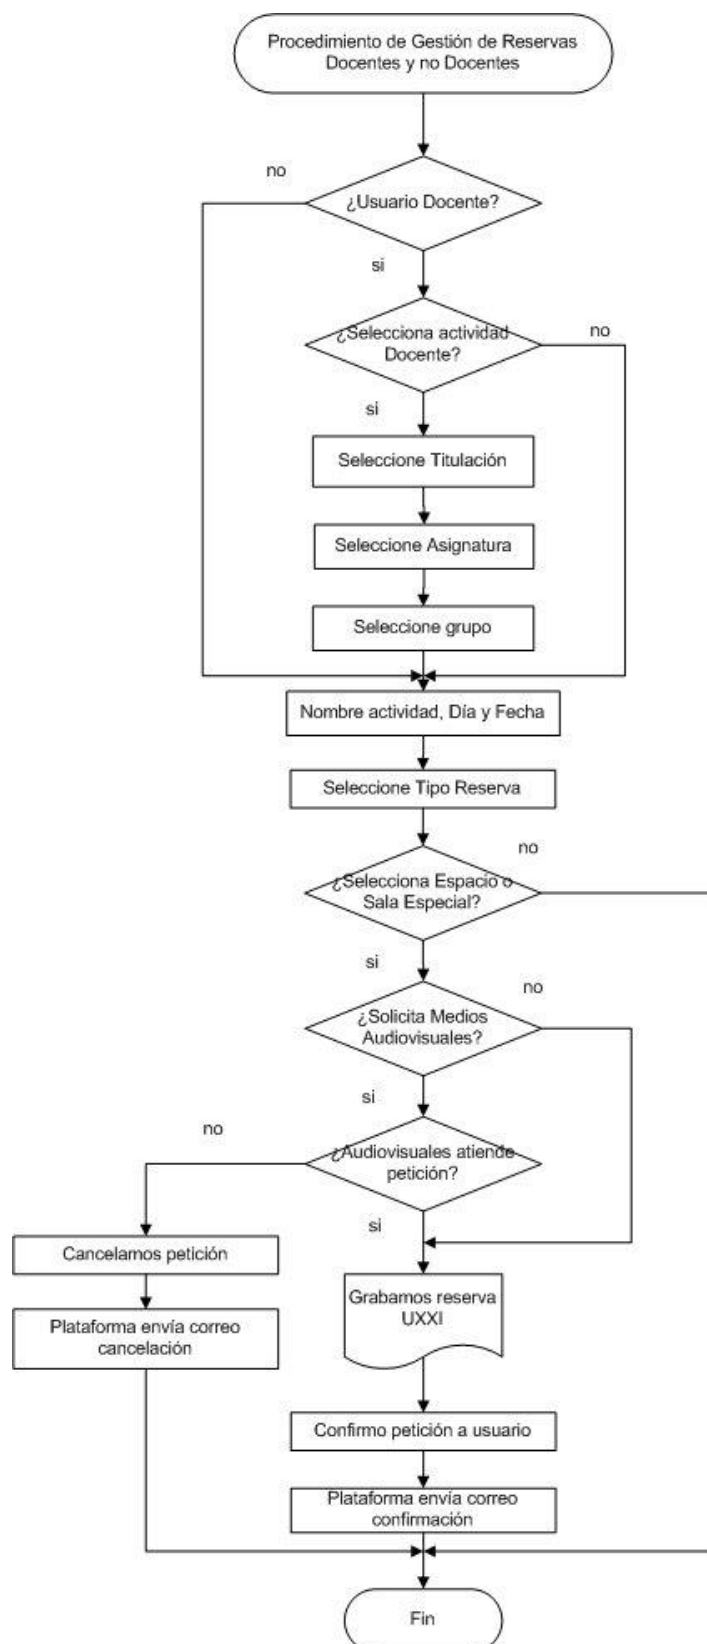 Procedimiento de Gestión de Reservas
Docentes y no Docentes
no
¿Usuario Docente?
si
¿Selecciona actividad
Docente?
no
si
Seleccione Titulación
Seleccione Asignatura
Seleccione grupo
Nombre actividad, Día y Fecha
Seleccione Tipo Reserva
no
¿Selecciona Espacio o
Sala Especial?
si
no
¿Solicita Medios
Audiovisuales?
si
no
¿Audiovisuales atiende
petición?
si
Cancelamos petición
Grabamos reserva
UXXI
Plataforma envía correo
cancelación
Confirmo petición a usuario
Plataforma envía correo
confirmación
Fin